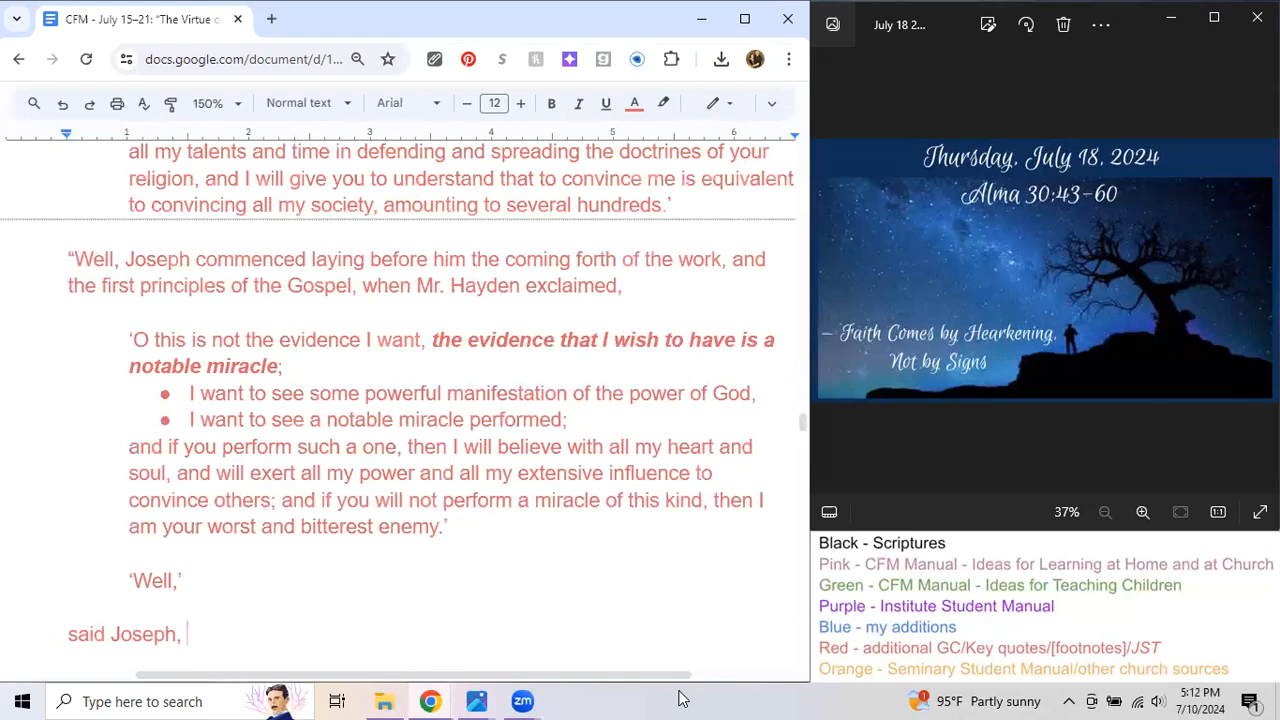 CFM - July 15–21: “The Virtue o
docs.google.com/document/d/1...
150%
Normal text
Arial
12
B I U A
1 2 3 4 5 6
all my talents and time in defending and spreading the doctrines of your
religion, and I will give you to understand that to convince me is equivalent
to convincing all my society, amounting to several hundreds.’
“Well, Joseph commenced laying before him the coming forth of the work, and
the first principles of the Gospel, when Mr. Hayden exclaimed,
‘O this is not the evidence I want, the evidence that I wish to have is a
notable miracle;
● I want to see some powerful manifestation of the power of God,
● I want to see a notable miracle performed;
and if you perform such a one, then I will believe with all my heart and
soul, and will exert all my power and all my extensive influence to
convince others; and if you will not perform a miracle of this kind, then I
am your worst and bitterest enemy.’
‘Well,’
said Joseph,
July 18 2...
Thursday, July 18, 2024
Alma 30:43-60
– Faith Comes by Hearkening,
Not by Signs
37%
1:1
Black - Scriptures
Pink - CFM Manual - Ideas for Learning at Home and at Church
Green - CFM Manual - Ideas for Teaching Children
Purple - Institute Student Manual
Blue - my additions
Red - additional GC/Key quotes/[footnotes]/JST
Orange - Seminary Student Manual/other church sources
Type here to search
zm
1
95°F Partly sunny
5:12 PM
7/10/2024
1